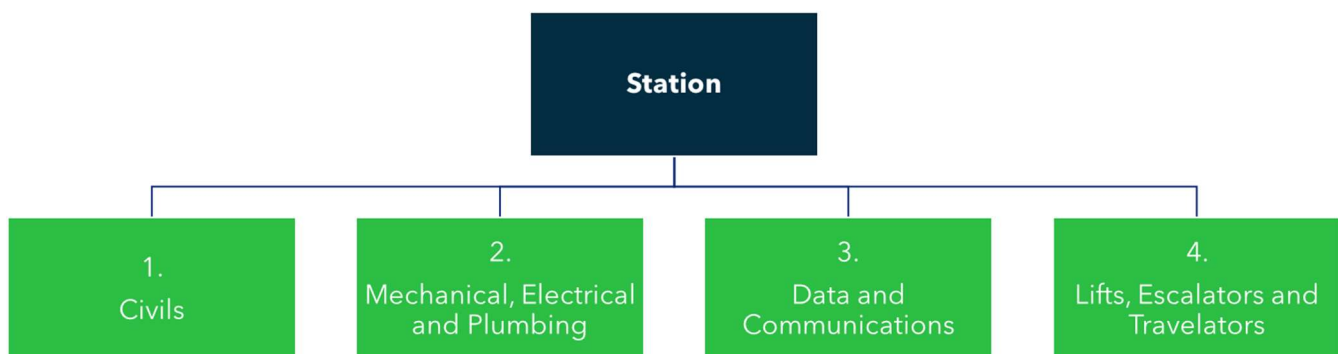 Station
1.
Civils
2.
Mechanical, Electrical
and Plumbing
3.
Data and
Communications
4.
Lifts, Escalators and
Travelators